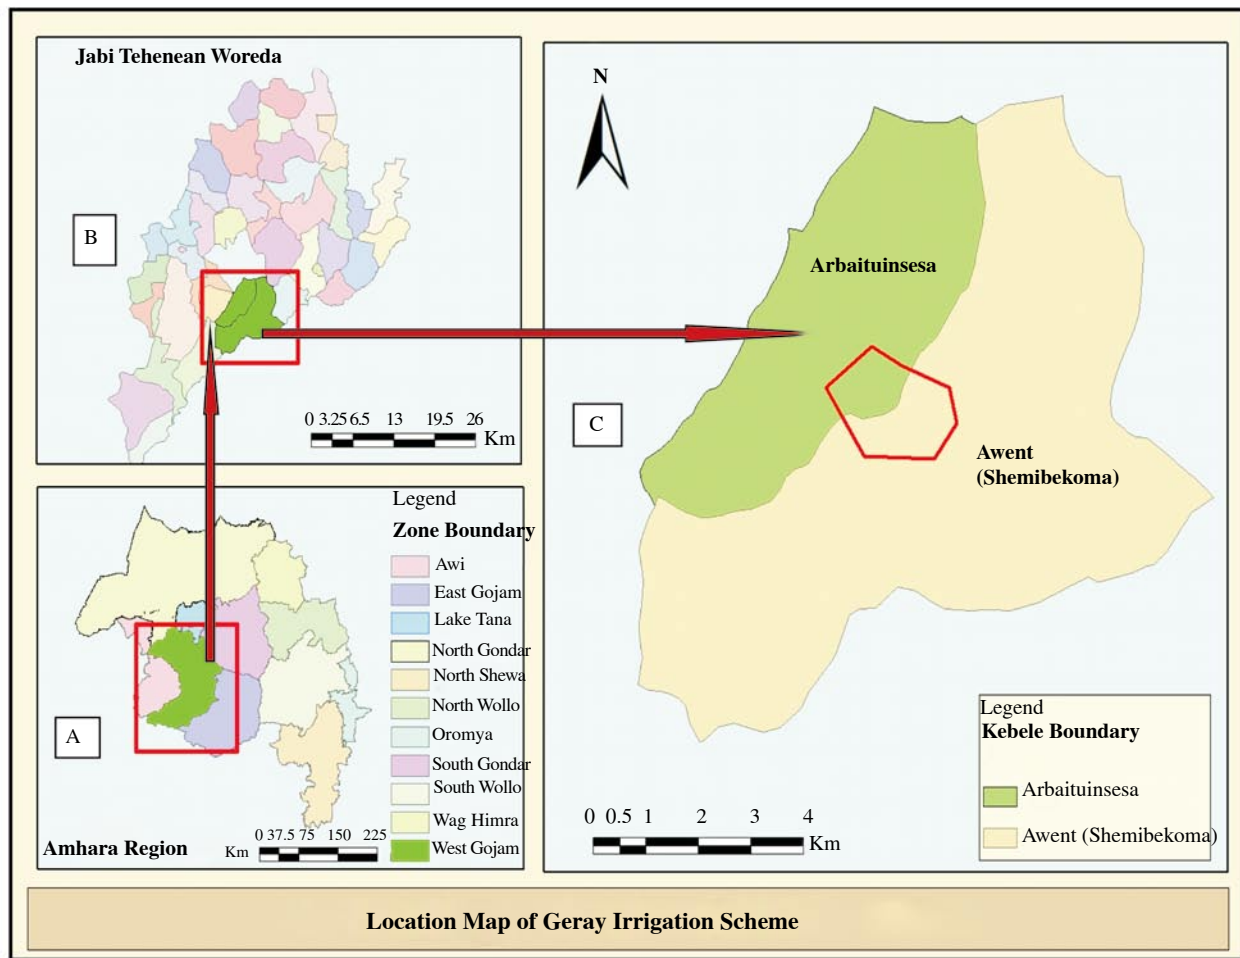 Jabi Tehenean Woreda
B
0 3.25 6.5 13 19.5 26
Km
Legend
Zone Boundary
Awi
East Gojam
Lake Tana
North Gondar
North Shewa
North Wollo
Oromya
South Gondar
South Wollo
Wag Himra
West Gojam
A
0 37.5 75 150 225
Km
Amhara Region
N
Arbaituinsesa
C
Awent
(Shemibekoma)
0 0.5 1 2 3 4
Km
Legend
Kebele Boundary
Arbaituinsesa
Awent (Shemibekoma)
Location Map of Geray Irrigation Scheme